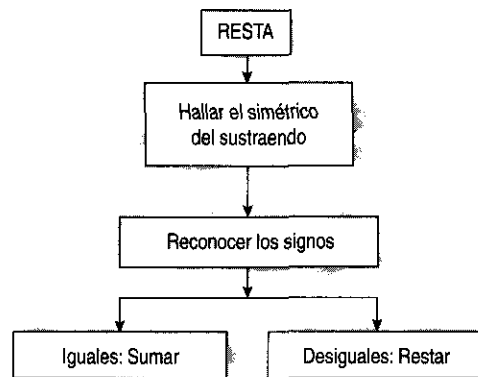 RESTA
Hallar el simétrico
del sustraendo
Reconocer los signos
Iguales: Sumar
Desiguales: Restar